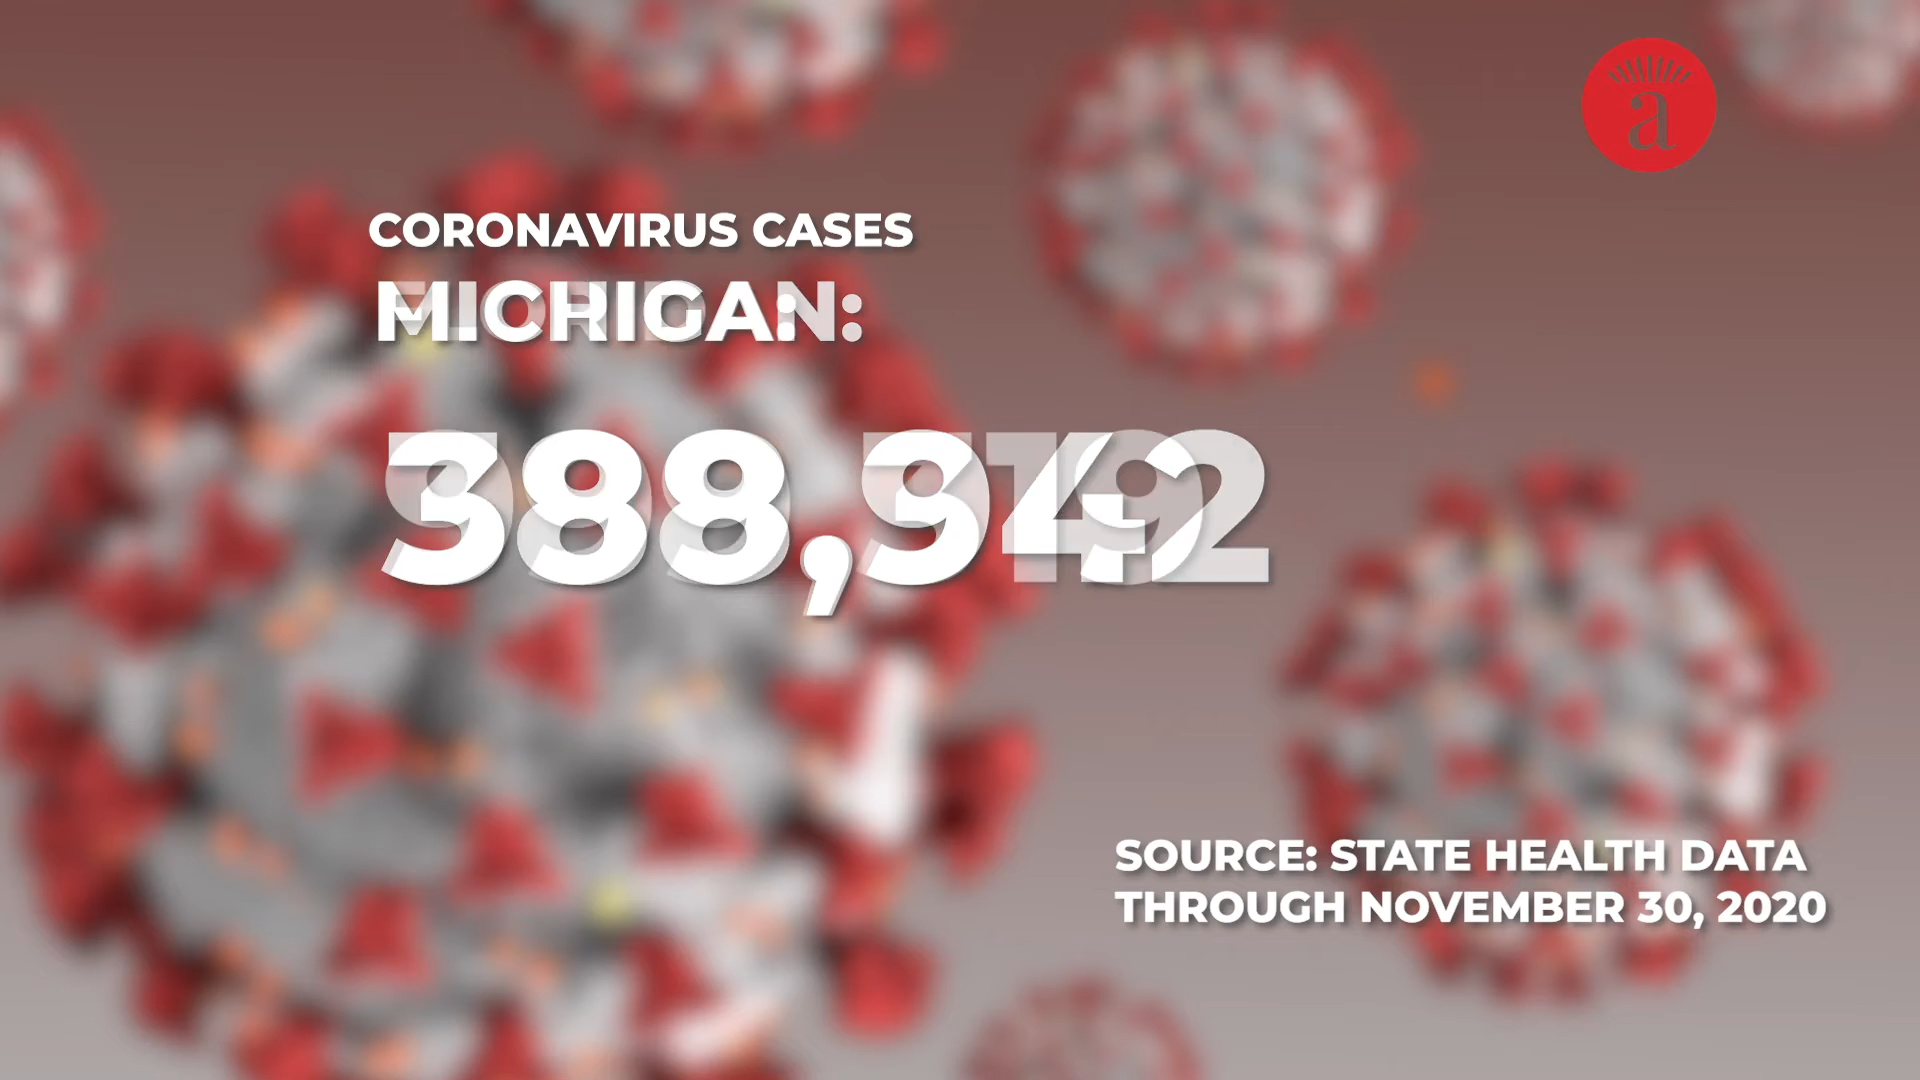 a
CORONAVIRUS CASES
MICHIGAN:
SOURCE: STATE HEALTH DATA
THROUGH NOVEMBER 30, 2020